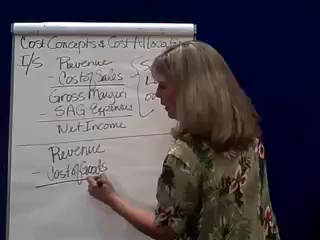 Cost Concepts & Cost Allocation
I/S Revenue
- Cost of Sales
Gross Margin
- SAG Expenses
Net Income
Revenue
- Cost of Goods